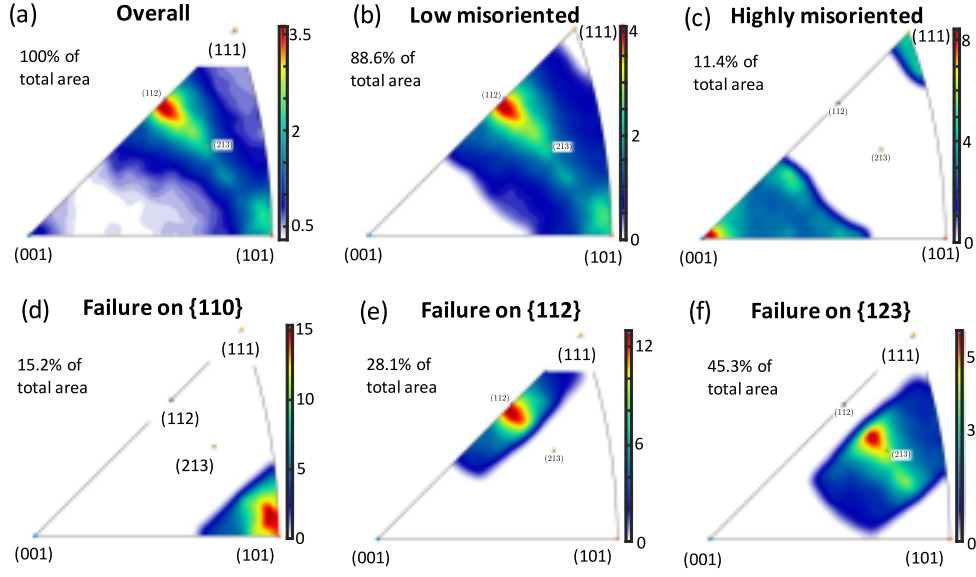 (a) Overall
100% of
total area
(111)
(112)
(213)
(001)
(101)
3.5
2
0.5
(b) Low misoriented
88.6% of
total area
(111)
(112)
(213)
(001)
(101)
4
2
0
(c) Highly misoriented
11.4% of
total area
(111)
(112)
(213)
(001)
(101)
8
4
0
(d) Failure on {110}
15.2% of
total area
(111)
(112)
(213)
(001)
(101)
15
10
5
0
(e) Failure on {112}
28.1% of
total area
(111)
(112)
(213)
(001)
(101)
12
6
0
(f) Failure on {123}
45.3% of
total area
(111)
(112)
(213)
(001)
(101)
5
3
0